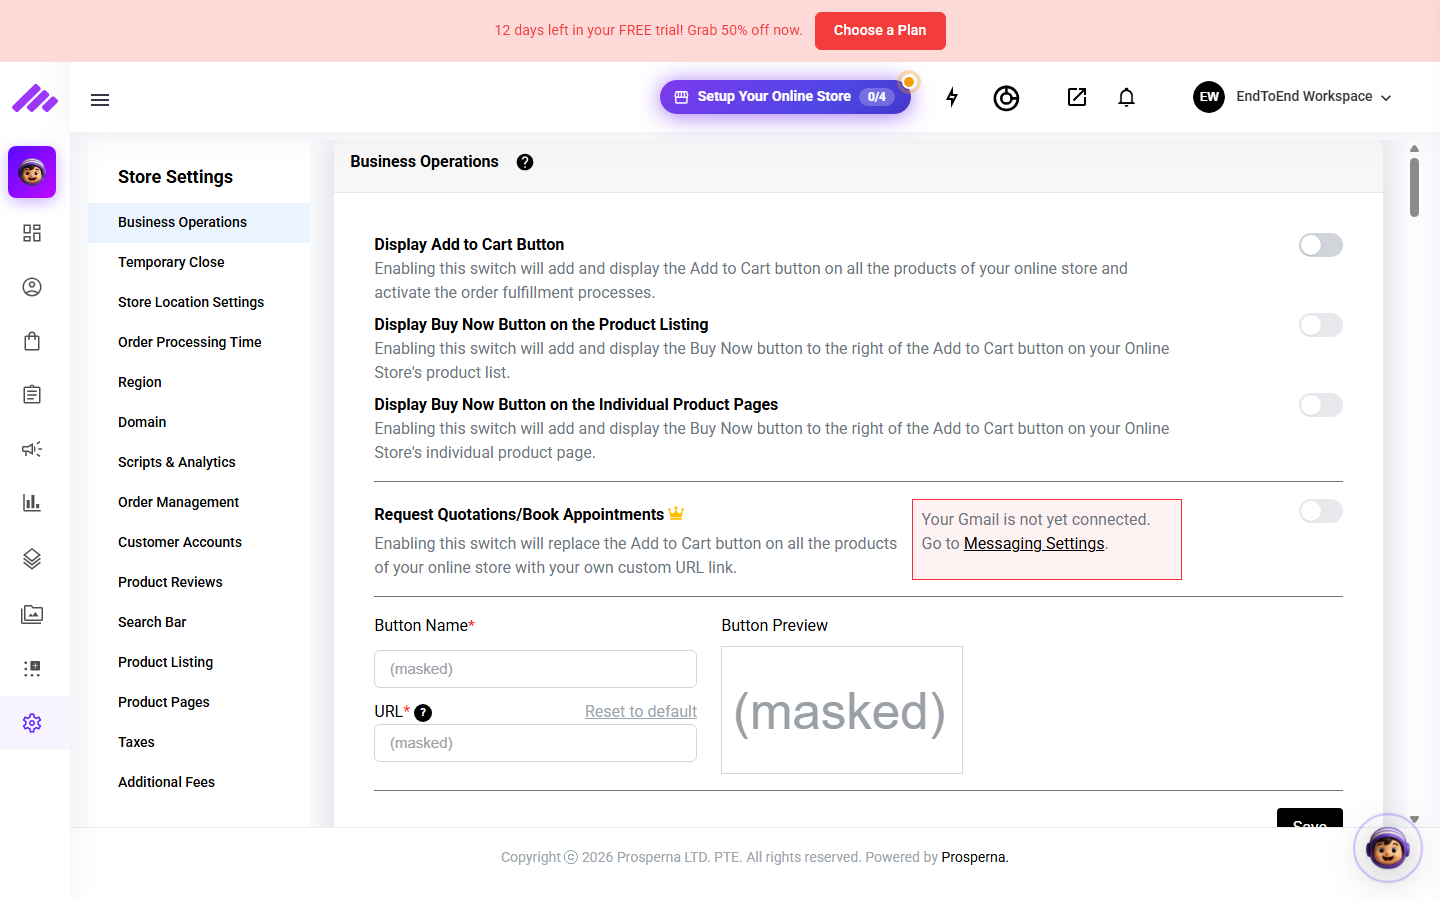 12 days left in your FREE trial! Grab 50% off now.
Choose a Plan
Setup Your Online Store 0/4
EW EndToEnd Workspace
Store Settings
Business Operations
Temporary Close
Store Location Settings
Order Processing Time
Region
Domain
Scripts & Analytics
Order Management
Customer Accounts
Product Reviews
Search Bar
Product Listing
Product Pages
Taxes
Additional Fees
Business Operations ?
Display Add to Cart Button
Enabling this switch will add and display the Add to Cart button on all the products of your online store and
activate the order fulfillment processes.
Display Buy Now Button on the Product Listing
Enabling this switch will add and display the Buy Now button to the right of the Add to Cart button on your Online
Store's product list.
Display Buy Now Button on the Individual Product Pages
Enabling this switch will add and display the Buy Now button to the right of the Add to Cart button on your Online
Store's individual product page.
Request Quotations/Book Appointments
Enabling this switch will replace the Add to Cart button on all the products
of your online store with your own custom URL link.
Your Gmail is not yet connected.
Go to Messaging Settings.
Button Name*
(masked)
URL* ? Reset to default
(masked)
Button Preview
(masked)
Save
Copyright © 2026 Prosperna LTD. PTE. All rights reserved. Powered by Prosperna.